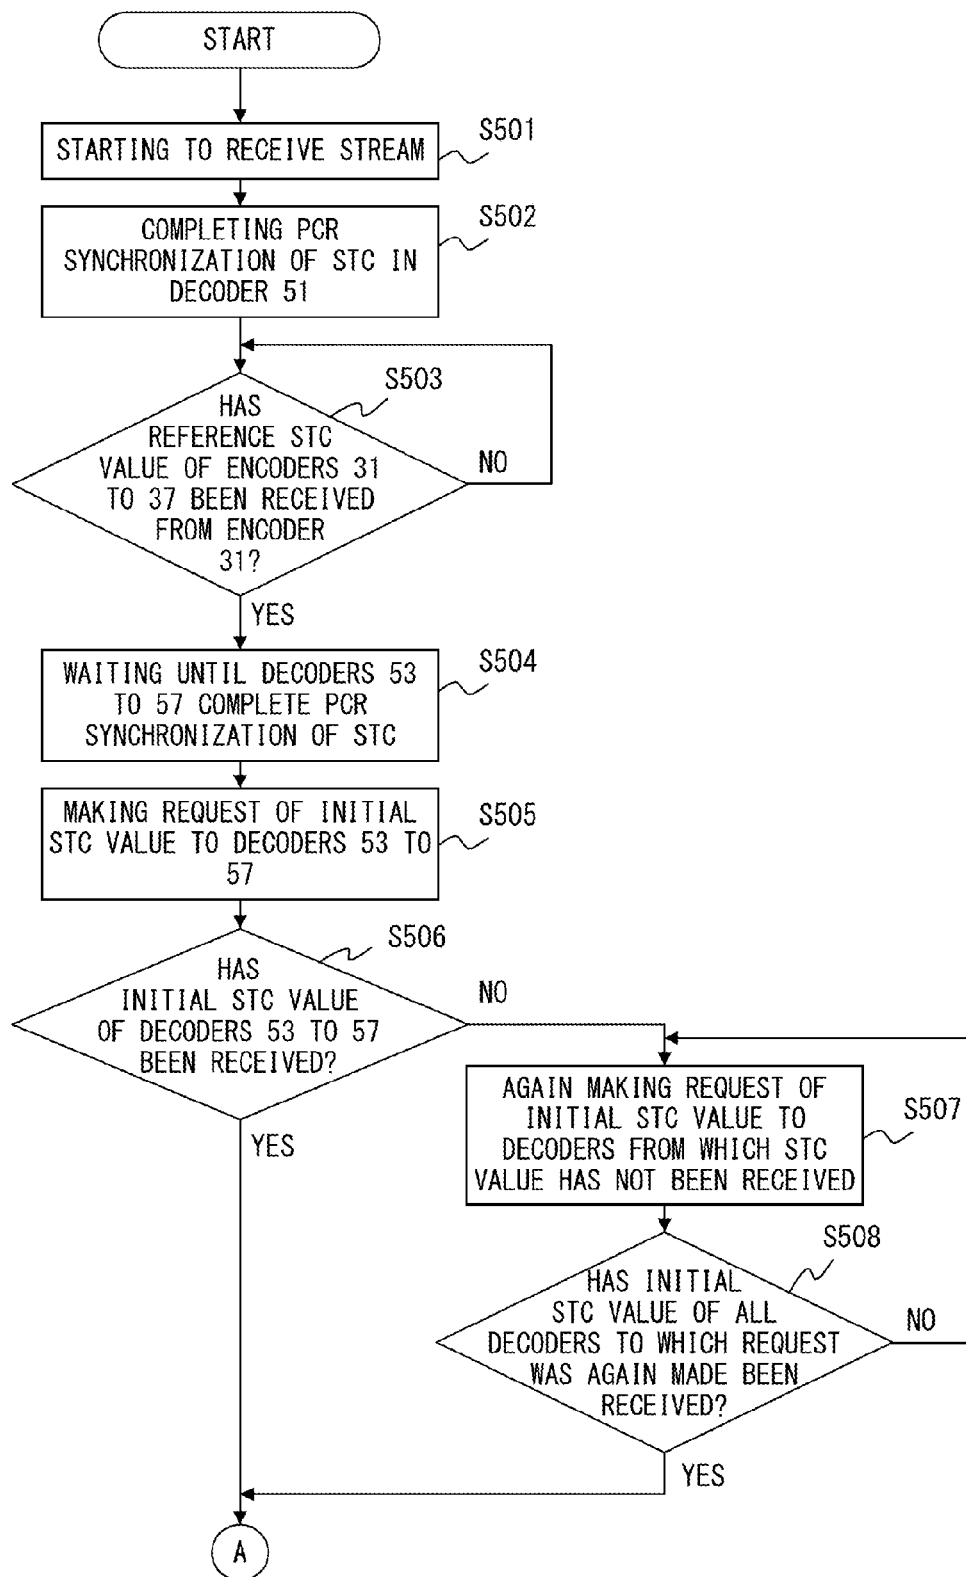 START
S501
STARTING TO RECEIVE STREAM
S502
COMPLETING PCR
SYNCHRONIZATION OF STC IN
DECODER 51
S503
HAS
REFERENCE STC
VALUE OF ENCODERS 31
TO 37 BEEN RECEIVED
FROM ENCODER
31?
NO
YES
S504
WAITING UNTIL DECODERS 53
TO 57 COMPLETE PCR
SYNCHRONIZATION OF STC
S505
MAKING REQUEST OF INITIAL
STC VALUE TO DECODERS 53 TO
57
S506
HAS
INITIAL STC VALUE
OF DECODERS 53 TO 57
BEEN RECEIVED?
NO
YES
S507
AGAIN MAKING REQUEST OF
INITIAL STC VALUE TO
DECODERS FROM WHICH STC
VALUE HAS NOT BEEN RECEIVED
S508
HAS INITIAL
STC VALUE OF ALL
DECODERS TO WHICH REQUEST
WAS AGAIN MADE BEEN
RECEIVED?
NO
YES
A